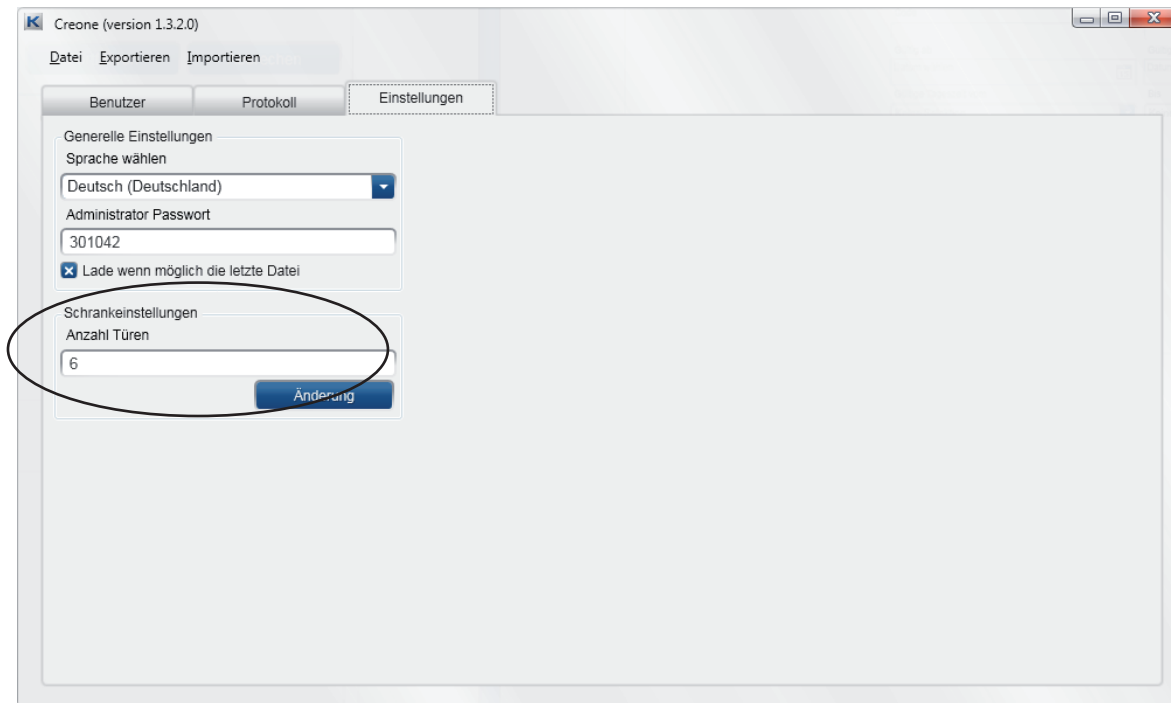 Creone (version 1.3.2.0)
Datei Exportieren Importieren
Benutzer Protokoll Einstellungen
Generelle Einstellungen
Sprache wählen
Deutsch (Deutschland)
Administrator Passwort
301042
Lade wenn möglich die letzte Datei
Schrankeinstellungen
Anzahl Türen
6
Änderung